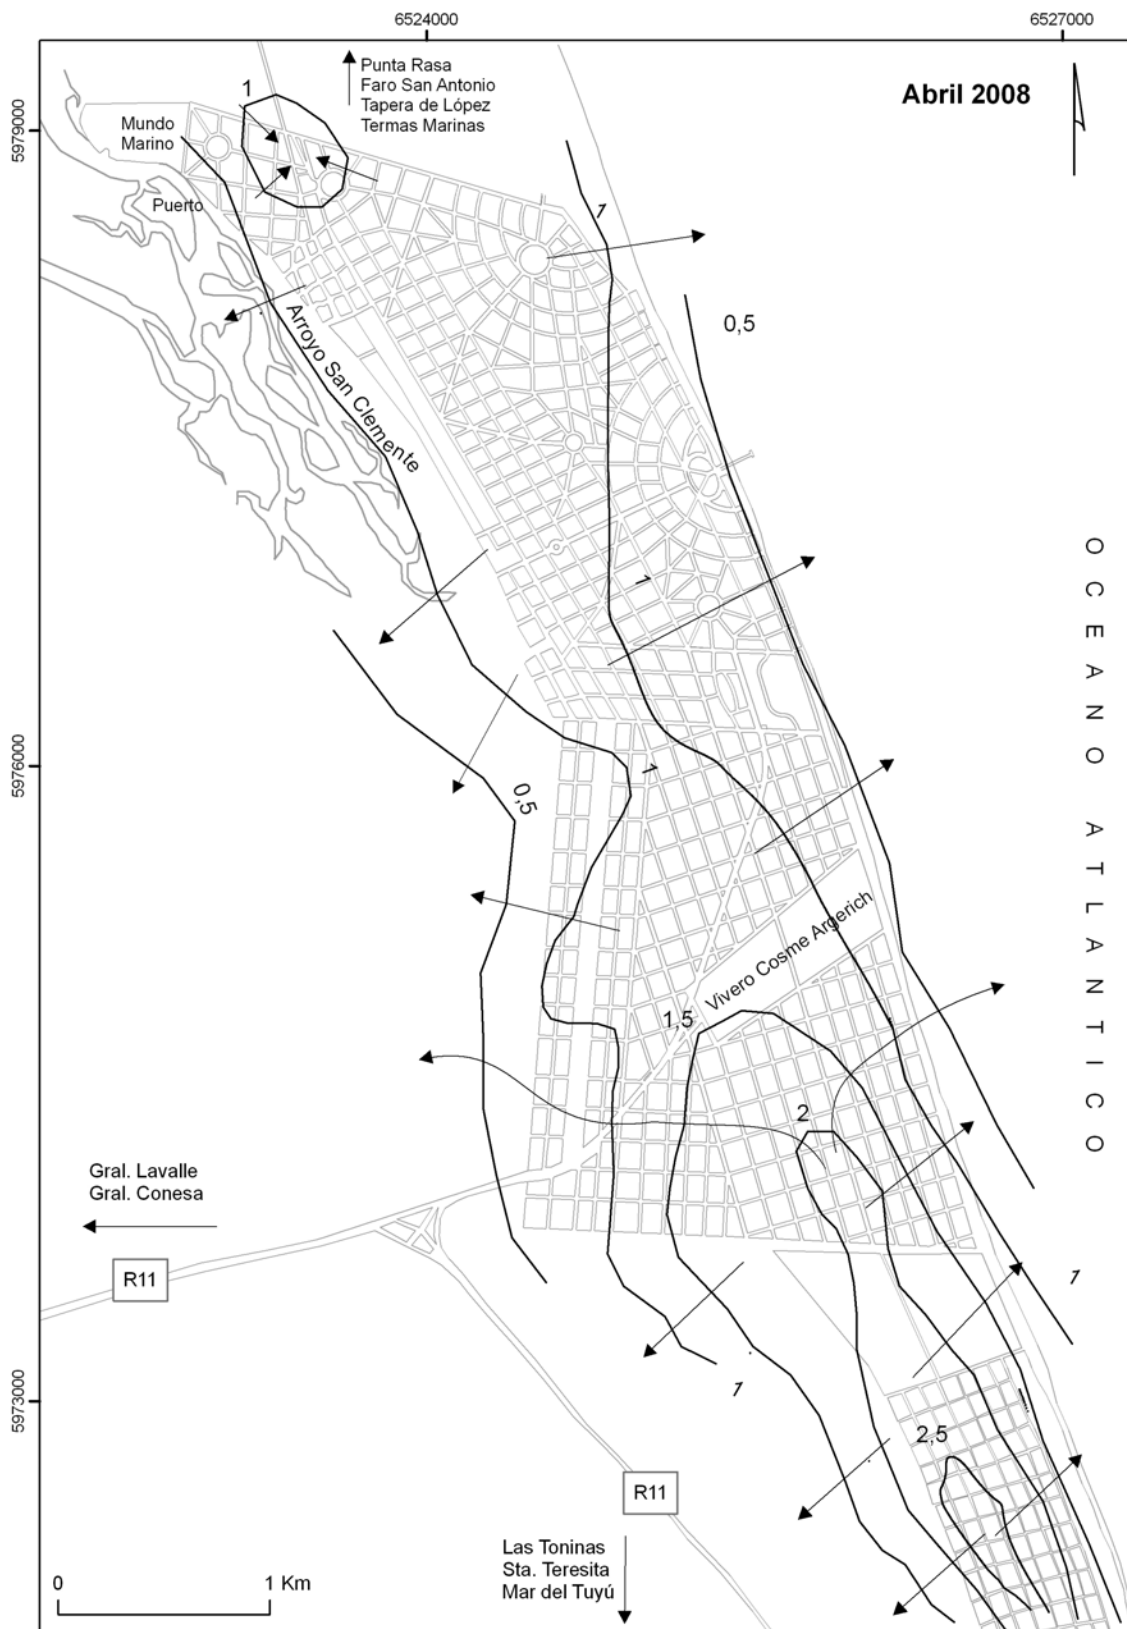 6524000
6527000
Abril 2008
1
Punta Rasa
Faro San Antonio
Tapera de López
Termas Marinas
5979000
Mundo
Marino
Puerto
1
0,5
Arroyo San Clemente
OCEANO ATLANTICO
1
5976000
1
0,5
Vivero Cosme Argerich
1,5
2
Gral. Lavalle
Gral. Conesa
R11
1
1
5973000
2,5
R11
Las Toninas
Sta. Teresita
Mar del Tuyú
0
1 Km